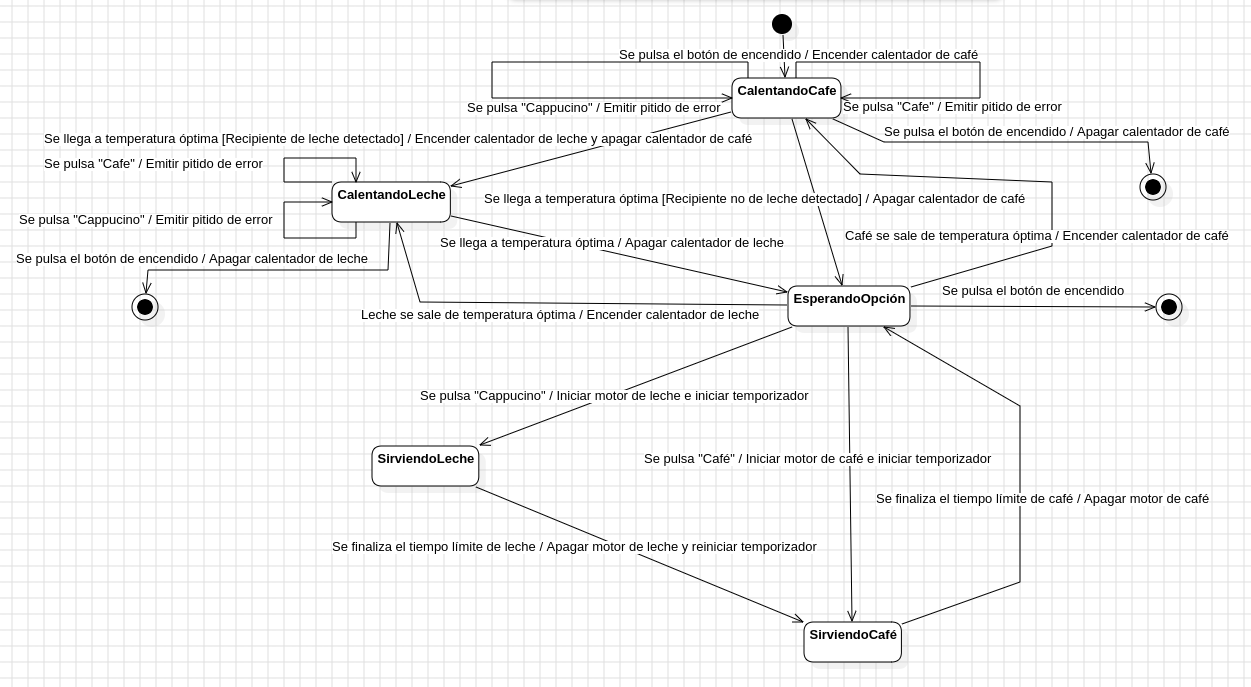 Se pulsa el botón de encendido / Encender calentador de café
CalentandoCafe
Se pulsa "Cappucino" / Emitir pitido de error
Se pulsa "Cafe" / Emitir pitido de error
Se pulsa el botón de encendido / Apagar calentador de café
Se llega a temperatura óptima [Recipiente de leche detectado] / Encender calentador de leche y apagar calentador de café
Se pulsa "Cafe" / Emitir pitido de error
CalentandoLeche
Se llega a temperatura óptima [Recipiente no de leche detectado] / Apagar calentador de café
Se pulsa "Cappucino" / Emitir pitido de error
Café se sale de temperatura óptima / Encender calentador de café
Se llega a temperatura óptima / Apagar calentador de leche
Se pulsa el botón de encendido / Apagar calentador de leche
Se pulsa el botón de encendido
EsperandoOpción
Leche se sale de temperatura óptima / Encender calentador de leche
Se pulsa "Cappucino" / Iniciar motor de leche e iniciar temporizador
SirviendoLeche
Se pulsa "Café" / Iniciar motor de café e iniciar temporizador
Se finaliza el tiempo límite de café / Apagar motor de café
Se finaliza el tiempo límite de leche / Apagar motor de leche y reiniciar temporizador
SirviendoCafé